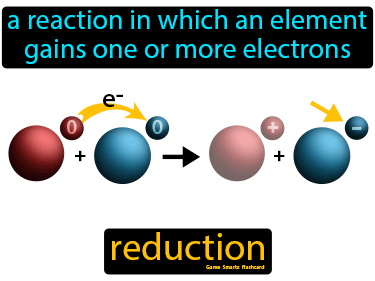 a reaction in which an element
gains one or more electrons
e-
0 0 + -
+ +
reduction
Game Smartz flashcard